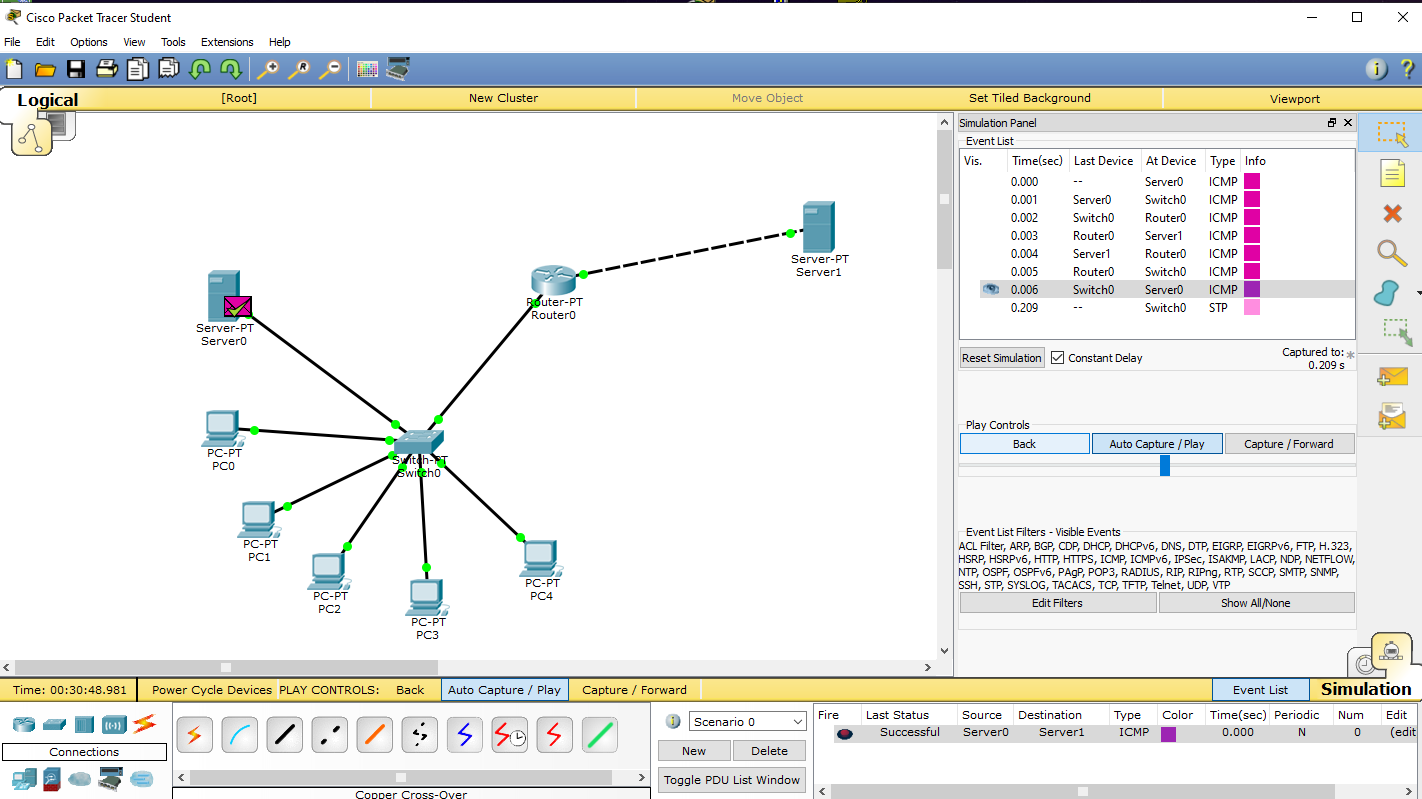 Cisco Packet Tracer Student
File Edit Options View Tools Extensions Help
Logical [Root] New Cluster Move Object Set Tiled Background Viewport
Simulation Panel
Event List
Vis. Time(sec) Last Device At Device Type Info
0.000 -- Server0 ICMP
0.001 Server0 Switch0 ICMP
0.002 Switch0 Router0 ICMP
0.003 Router0 Server1 ICMP
0.004 Server1 Router0 ICMP
0.005 Router0 Switch0 ICMP
0.006 Switch0 Server0 ICMP
0.209 -- Switch0 STP
Reset Simulation Constant Delay Captured to: *
0.209 s
Play Controls
Back Auto Capture / Play Capture / Forward
Event List Filters - Visible Events
ACL Filter, ARP, BGP, CDP, DHCP, DHCPv6, DNS, DTP, EIGRP, EIGRPv6, FTP, H.323,
HSRP, HSRPv6, HTTP, HTTPS, ICMP, ICMPv6, IPSec, ISAKMP, LACP, NDP, NETFLOW,
NTP, OSPF, OSPFv6, PAgP, POP3, RADIUS, RIP, RIPng, RTP, SCCP, SMTP, SNMP,
SSH, STP, SYSLOG, TACACS, TCP, TFTP, Telnet, UDP, VTP
Edit Filters Show All/None
Server-PT
Server1
Router-PT
Router0
Server-PT
Server0
PC-PT
PC0
Switch-PT
Switch0
PC-PT
PC1
PC-PT
PC2
PC-PT
PC3
PC-PT
PC4
Time: 00:30:48.981 Power Cycle Devices PLAY CONTROLS: Back Auto Capture / Play Capture / Forward Event List Simulation
Connections
Copper Cross-Over
Scenario 0
New Delete
Toggle PDU List Window
Fire Last Status Source Destination Type Color Time(sec) Periodic Num Edit
Successful Server0 Server1 ICMP 0.000 N 0 (edit